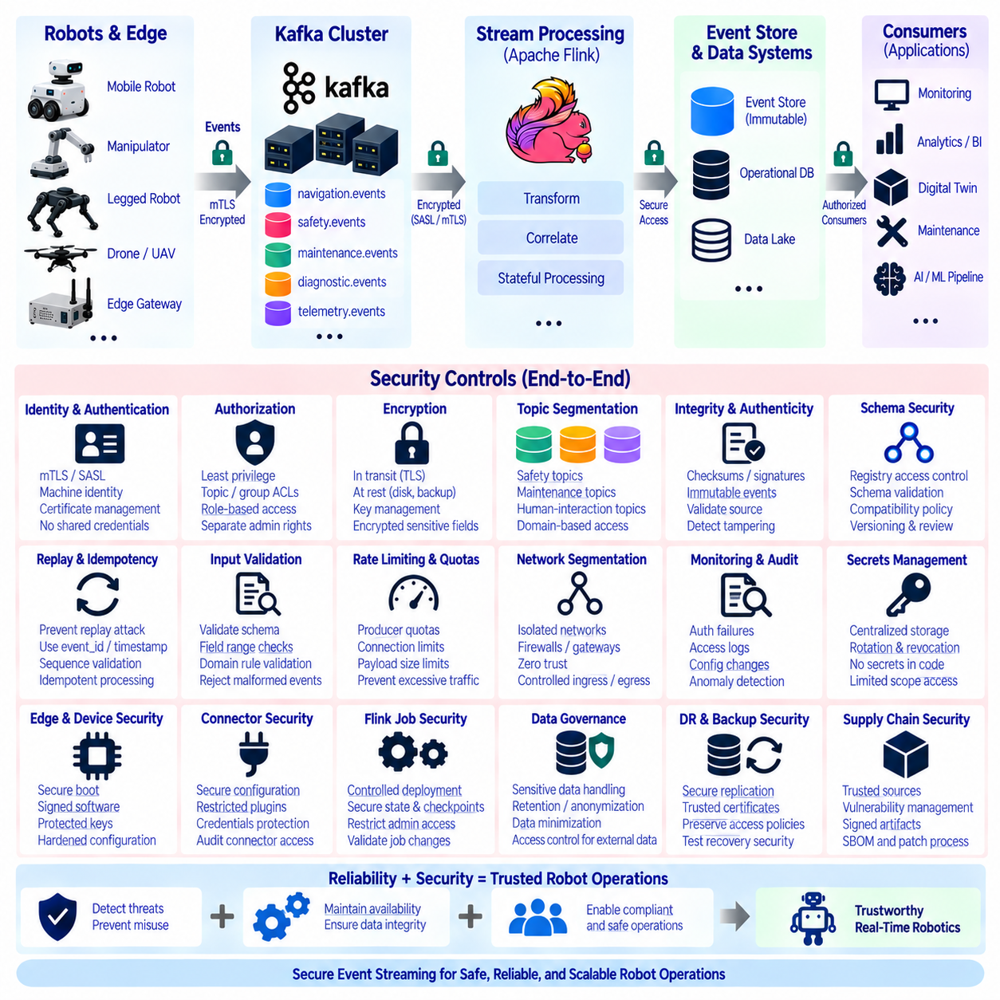 Robots & Edge
Mobile Robot
Manipulator
Legged Robot
Drone / UAV
Edge Gateway
Events
mTLS
Encrypted
Kafka Cluster
kafka
navigation.events
safety.events
maintenance.events
diagnostic.events
telemetry.events
Encrypted
(SASL / mTLS)
Stream Processing
(Apache Flink)
Transform
Correlate
Stateful Processing
Secure
Access
Event Store
& Data Systems
Event Store
(Immutable)
Operational DB
Data Lake
Authorized
Consumers
Consumers
(Applications)
Monitoring
Analytics / BI
Digital Twin
Maintenance
AI / ML Pipeline
Security Controls (End-to-End)
Identity & Authentication
mTLS / SASL
Machine identity
Certificate management
No shared credentials
Authorization
Least privilege
Topic / group ACLs
Role-based access
Separate admin rights
Encryption
In transit (TLS)
At rest (disk, backup)
Key management
Encrypted sensitive fields
Topic Segmentation
Safety topics
Maintenance topics
Human-interaction topics
Domain-based access
Integrity & Authenticity
Checksums / signatures
Immutable events
Validate source
Detect tampering
Schema Security
Registry access control
Schema validation
Compatibility policy
Versioning & review
Replay & Idempotency
Prevent replay attack
Use event_id / timestamp
Sequence validation
Idempotent processing
Input Validation
Validate schema
Field range checks
Domain rule validation
Reject malformed events
Rate Limiting & Quotas
Producer quotas
Connection limits
Payload size limits
Prevent excessive traffic
Network Segmentation
Isolated networks
Firewalls / gateways
Zero trust
Controlled ingress / egress
Monitoring & Audit
Auth failures
Access logs
Config changes
Anomaly detection
Secrets Management
Centralized storage
Rotation & revocation
No secrets in code
Limited scope access
Edge & Device Security
Secure boot
Signed software
Protected keys
Hardened configuration
Connector Security
Secure configuration
Restricted plugins
Credentials protection
Audit connector access
Flink Job Security
Controlled deployment
Secure state & checkpoints
Restrict admin access
Validate job changes
Data Governance
Sensitive data handling
Retention / anonymization
Data minimization
Access control for external data
DR & Backup Security
Secure replication
Trusted certificates
Preserve access policies
Test recovery security
Supply Chain Security
Trusted sources
Vulnerability management
Signed artifacts
SBOM and patch process
Reliability + Security = Trusted Robot Operations
Detect threats
Prevent misuse
Maintain availability
Ensure data integrity
Enable compliant
and safe operations
Trustworthy
Real-Time Robotics
Secure Event Streaming for Safe, Reliable, and Scalable Robot Operations